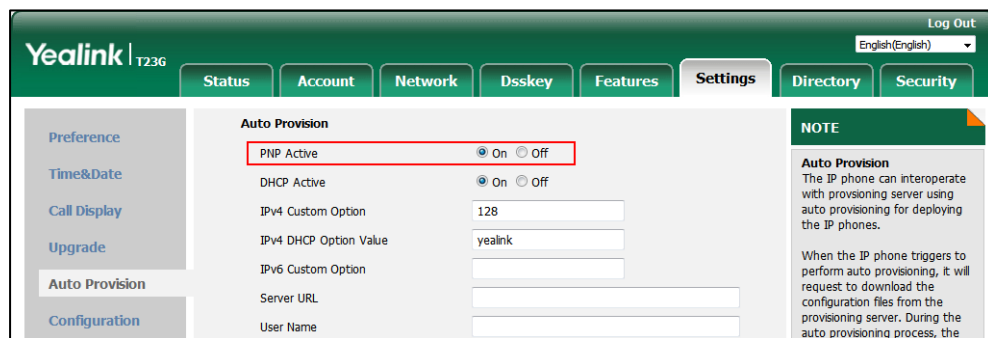 Log Out
Yealink T23G
English(English)
Status Account Network Dsskey Features Settings Directory Security
Preference
Time&Date
Call Display
Upgrade
Auto Provision
Configuration
Auto Provision
PNP Active On Off
DHCP Active On Off
IPv4 Custom Option 128
IPv4 DHCP Option Value yealink
IPv6 Custom Option
Server URL
User Name
NOTE
Auto Provision
The IP phone can interoperate
with provsioning server using
auto provisioning for deploying
the IP phones.
When the IP phone triggers to
perform auto provisioning, it will
request to download the
configuration files from the
provisioning server. During the
auto provisioning process, the